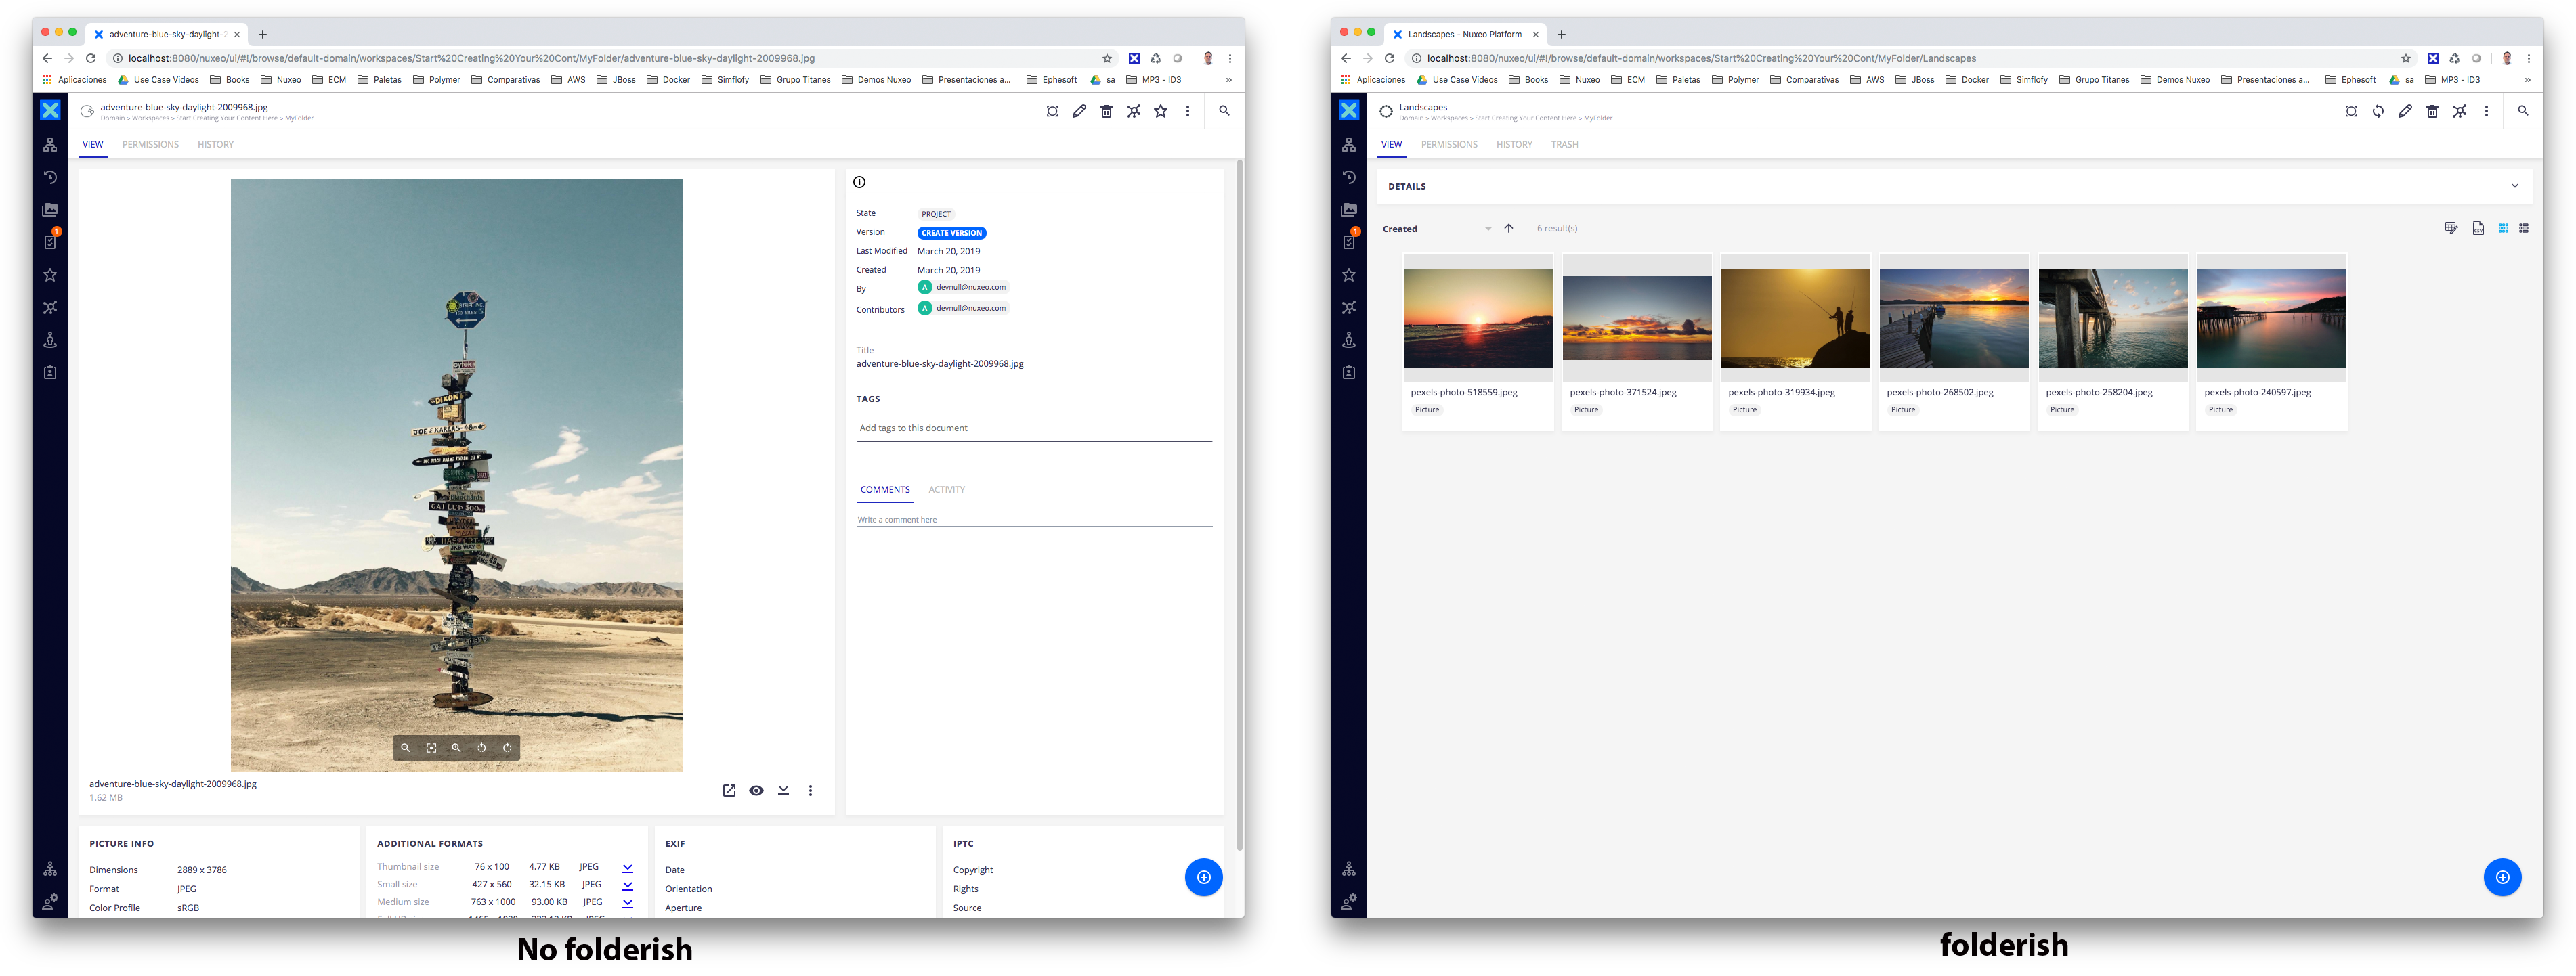 adventure-blue-sky-daylight-2
localhost:8080/nuxeo/ui/#!/browse/default-domain/workspaces/Start%20Creating%20Your%20Cont/MyFolder/adventure-blue-sky-daylight-2009968.jpg
Aplicaciones Use Case Videos Books Nuxeo ECM Paletas Polymer Comparativas AWS JBoss Docker Simflofy Grupo Titanes Demos Nuxeo Presentaciones a... Ephesoft sa MP3 - ID3 »
adventure-blue-sky-daylight-2009968.jpg
Domain > Workspaces > Start Creating Your Content Here > MyFolder
VIEW PERMISSIONS HISTORY
1
DIXON
adventure-blue-sky-daylight-2009968.jpg
1.62 MB
State PROJECT
Version CREATE VERSION
Last Modified March 20, 2019
Created March 20, 2019
By A devnull@nuxeo.com
Contributors A devnull@nuxeo.com
Title
adventure-blue-sky-daylight-2009968.jpg
TAGS
Add tags to this document
COMMENTS ACTIVITY
Write a comment here
PICTURE INFO
Dimensions 2889 x 3786
Format JPEG
Color Profile sRGB
ADDITIONAL FORMATS
Thumbnail size 76 x 100 4.77 KB JPEG
Small size 427 x 560 32.15 KB JPEG
Medium size 763 x 1000 93.00 KB JPEG
EXIF
Date
Orientation
Aperture
IPTC
Copyright
Rights
Source
No folderish
Landscapes - Nuxeo Platform
localhost:8080/nuxeo/ui/#!/browse/default-domain/workspaces/Start%20Creating%20Your%20Cont/MyFolder/Landscapes
Aplicaciones Use Case Videos Books Nuxeo ECM Paletas Polymer Comparativas AWS JBoss Docker Simflofy Grupo Titanes Demos Nuxeo Presentaciones a... Ephesoft sa MP3 - ID3 »
Landscapes
Domain > Workspaces > Start Creating Your Content Here > MyFolder
VIEW PERMISSIONS HISTORY TRASH
1
DETAILS
Created 6 result(s) CSV
pexels-photo-518559.jpeg pexels-photo-371524.jpeg pexels-photo-319934.jpeg pexels-photo-268502.jpeg pexels-photo-258204.jpeg pexels-photo-240597.jpeg
Picture Picture Picture Picture Picture Picture
folderish